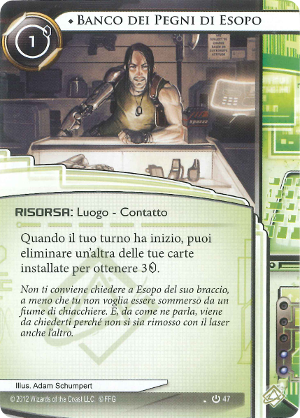 1
• Banco dei Pegni di Esopo
RISORSA: Luogo - Contatto
Quando il tuo turno ha inizio, puoi
eliminare un'altra delle tue carte
installate per ottenere 3
Non ti conviene chiedere a Esopo del suo braccio,
a meno che tu non voglia essere sommerso da un
fiume di chiacchiere. E, da come ne parla, viene
da chiederti perché non si sia rimosso con il laser
anche l'altro.
Illus. Adam Schumpert
© 2012 Wizards of the Coast LLC. © FFG
47